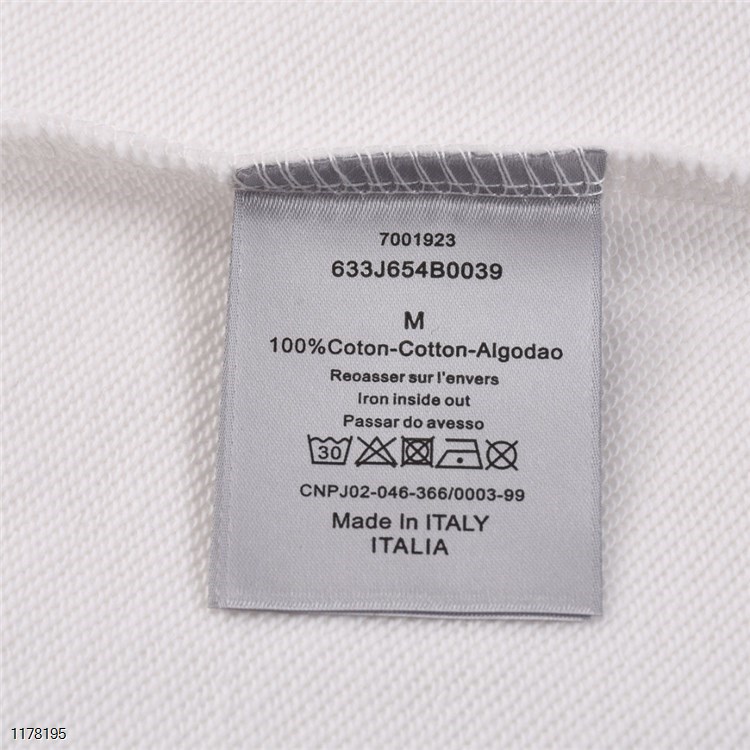 7001923
633J654B0039
M
100%Coton-Cotton-Algodao
Reoasser sur l'envers
Iron inside out
Passar do avesso
30
CNPJ02-046-366/0003-99
Made In ITALY
ITALIA
1178195